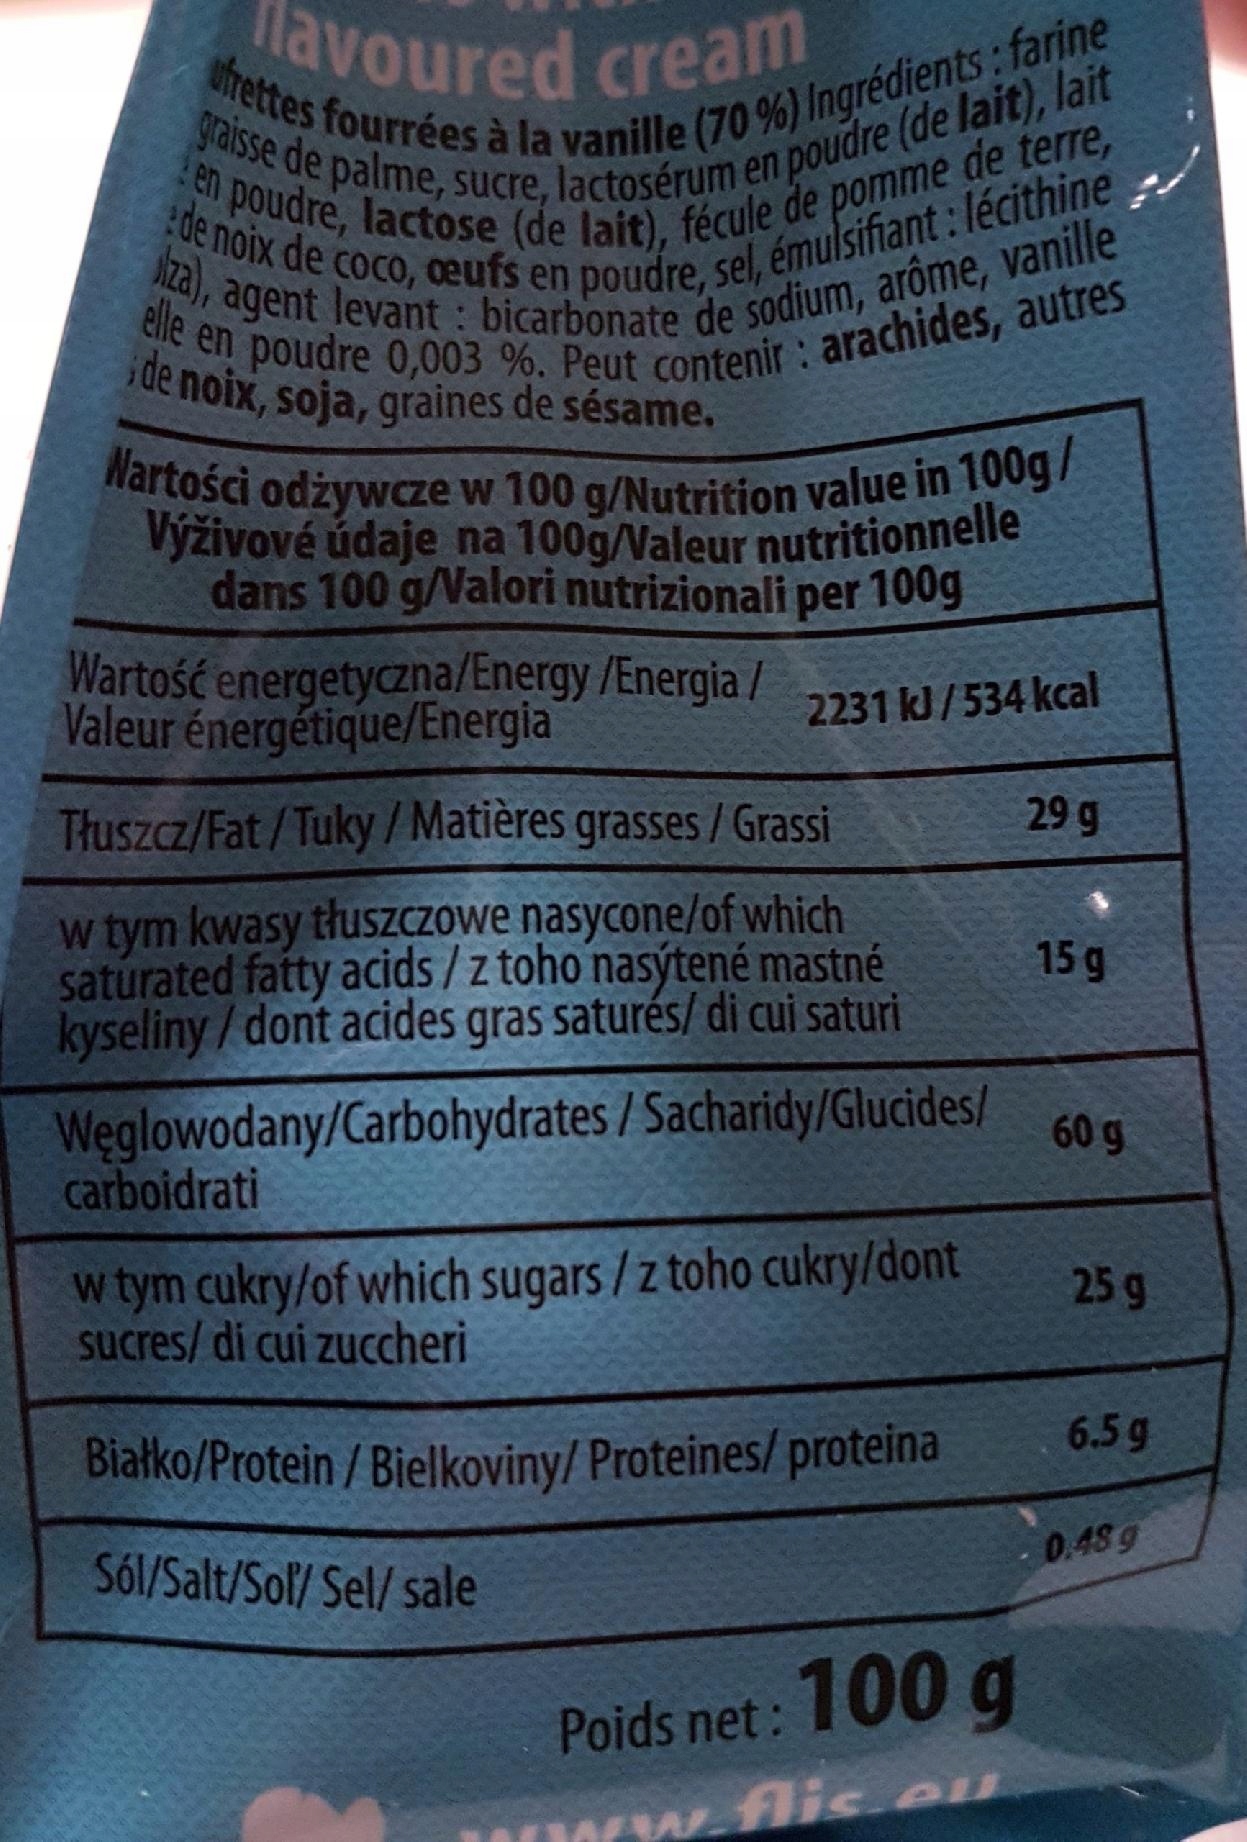 flavoured cream
fourrées à la vanille (70 %) Ingrédients : farine
graisse de palme, sucre, lactosérum en poudre (de lait), lait
en poudre, lactose (de lait), fécule de pomme de terre,
de noix de coco, œufs en poudre, sel, émulsifiant : lécithine
agent levant : bicarbonate de sodium, arôme, vanille
elle en poudre 0,003 %. Peut contenir : arachides, autres
de noix, soja, graines de sésame.
Wartości odżywcze w 100 g/Nutrition value in 100g /
Výživové údaje na 100g/Valeur nutritionnelle
dans 100 g/Valori nutrizionali per 100g
Wartość energetyczna/Energy /Energia / 2231 kJ / 534 kcal
Valeur énergétique/Energia
Tłuszcz/Fat / Tuky / Matières grasses / Grassi 29 g
w tym kwasy tłuszczowe nasycone/of which
saturated fatty acids / z toho nasýtené mastné 15 g
kyseliny / dont acides gras saturés/ di cui saturi
Węglowodany/Carbohydrates / Sacharidy/Glucides/ 60 g
carboidrati
w tym cukry/of which sugars / z toho cukry/dont 25 g
sucres/ di cui zuccheri
Białko/Protein / Bielkoviny/ Proteines/ proteina 6.5 g
Sól/Salt/Soľ/ Sel/ sale 0.48 g
Poids net : 100 g
www.flis.eu